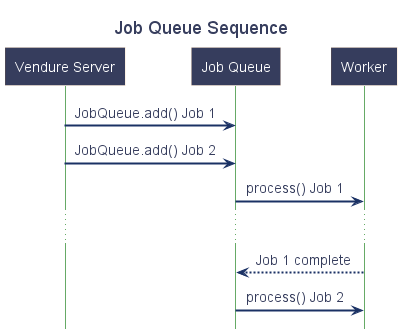 Job Queue Sequence
Vendure Server
Job Queue
Worker
JobQueue.add() Job 1
JobQueue.add() Job 2
process() Job 1
Job 1 complete
process() Job 2